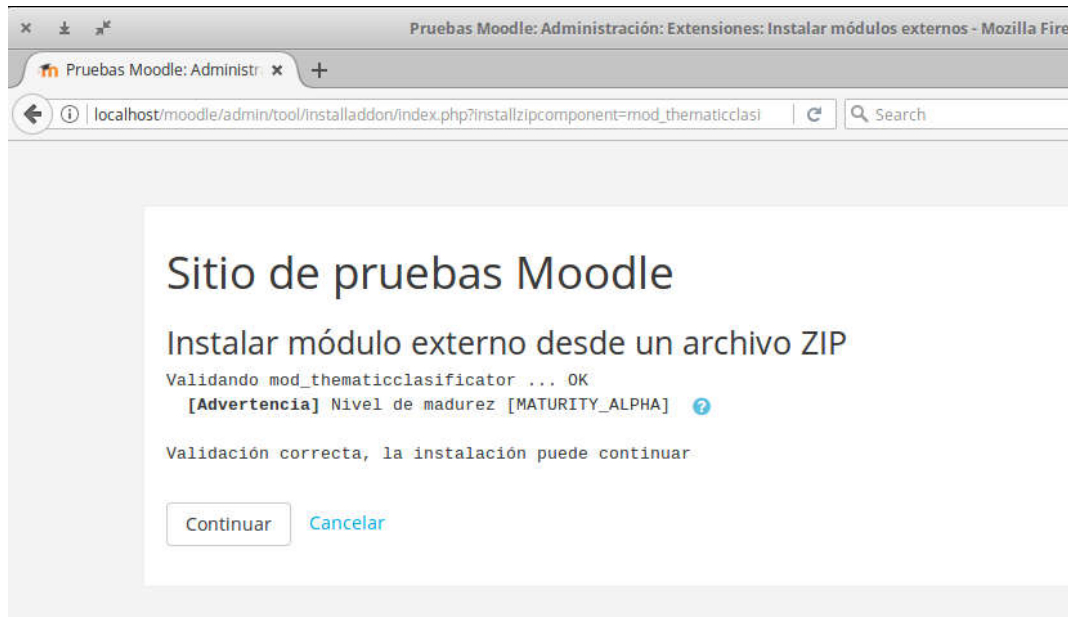 Pruebas Moodle: Administración: Extensiones: Instalar módulos externos - Mozilla Fire
Pruebas Moodle: Administr
localhost/moodle/admin/tool/installaddon/index.php?installzipcomponent=mod_thematicclasi
Search
Sitio de pruebas Moodle
Instalar módulo externo desde un archivo ZIP
Validando mod_thematicclasificator ... OK
[Advertencia] Nivel de madurez [MATURITY_ALPHA] ?
Validación correcta, la instalación puede continuar
Continuar Cancelar